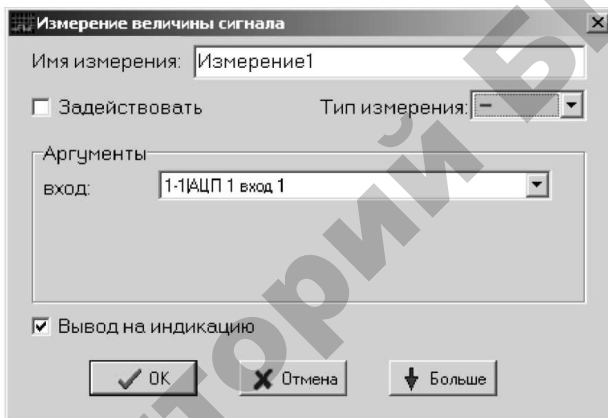 Измерение величины сигнала
Имя измерения: Измерение1
Задействовать Тип измерения: —
Аргументы
вход: 1-1|АЦП 1 вход 1
Вывод на индикацию
OK Отмена Больше